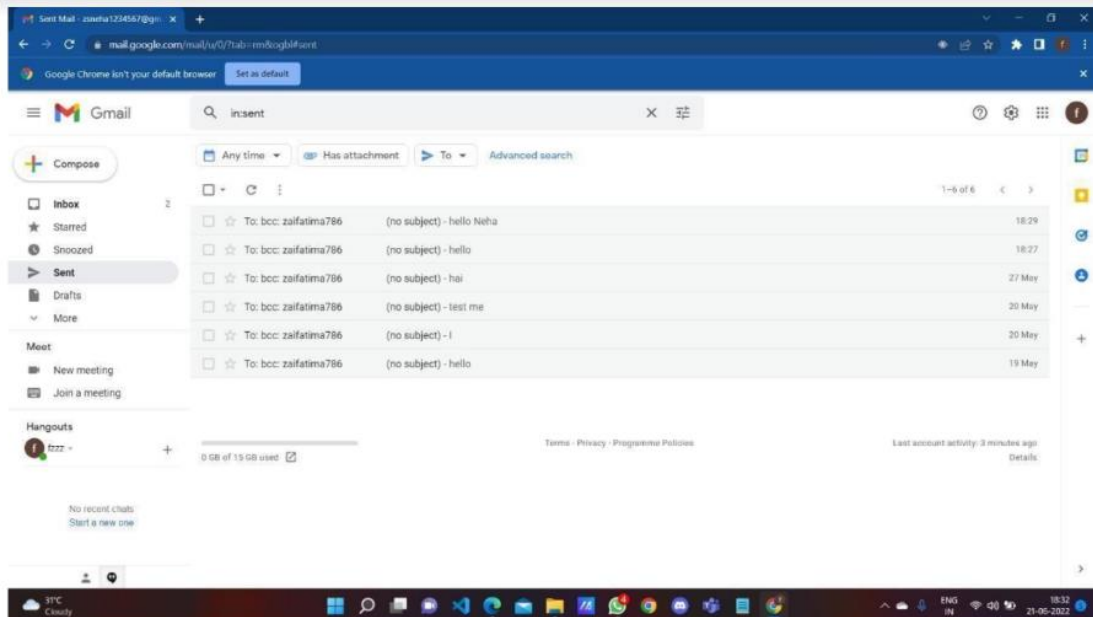 Sent Mail - zsneha1234567@gm
mail.google.com/mail/u/0/?tab=rm&ogbl#sent
Google Chrome isn't your default browser Set as default
Gmail
in:sent
f
Compose
Any time Has attachment To Advanced search
1–6 of 6
Inbox 2
Starred
Snoozed
Sent
Drafts
More
To: bcc: zaifatima786 (no subject) - hello Neha 18:29
To: bcc: zaifatima786 (no subject) - hello 18:27
To: bcc: zaifatima786 (no subject) - hai 27 May
To: bcc: zaifatima786 (no subject) - test me 20 May
To: bcc: zaifatima786 (no subject) - I 20 May
To: bcc: zaifatima786 (no subject) - hello 19 May
Meet
New meeting
Join a meeting
Hangouts
f fzzz
No recent chats
Start a new one
0 GB of 15 GB used
Terms · Privacy · Programme Policies
Last account activity: 3 minutes ago
Details
31°C
Cloudy
ENG
IN
18:32
21-06-2022